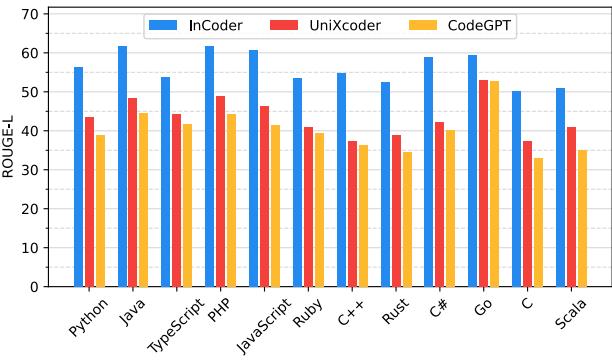 InCoder UniXcoder CodeGPT
ROUGE-L
70
60
50
40
30
20
10
0
Python Java TypeScript PHP JavaScript Ruby C++ Rust C# Go C Scala